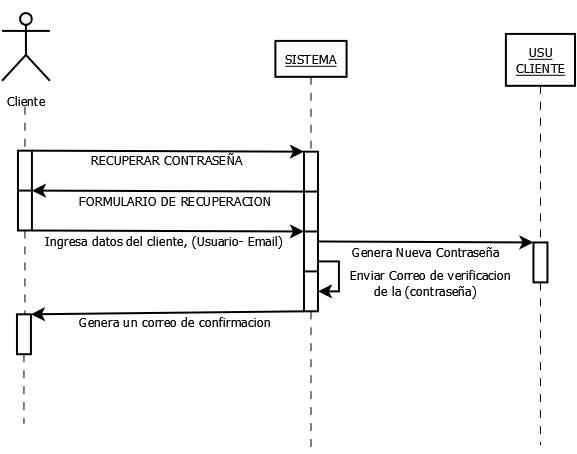 Cliente
SISTEMA
USU
CLIENTE
RECUPERAR CONTRASEÑA
FORMULARIO DE RECUPERACION
Ingresa datos del cliente, (Usuario- Email)
Genera Nueva Contraseña
Enviar Correo de verificacion
de la (contraseña)
Genera un correo de confirmacion